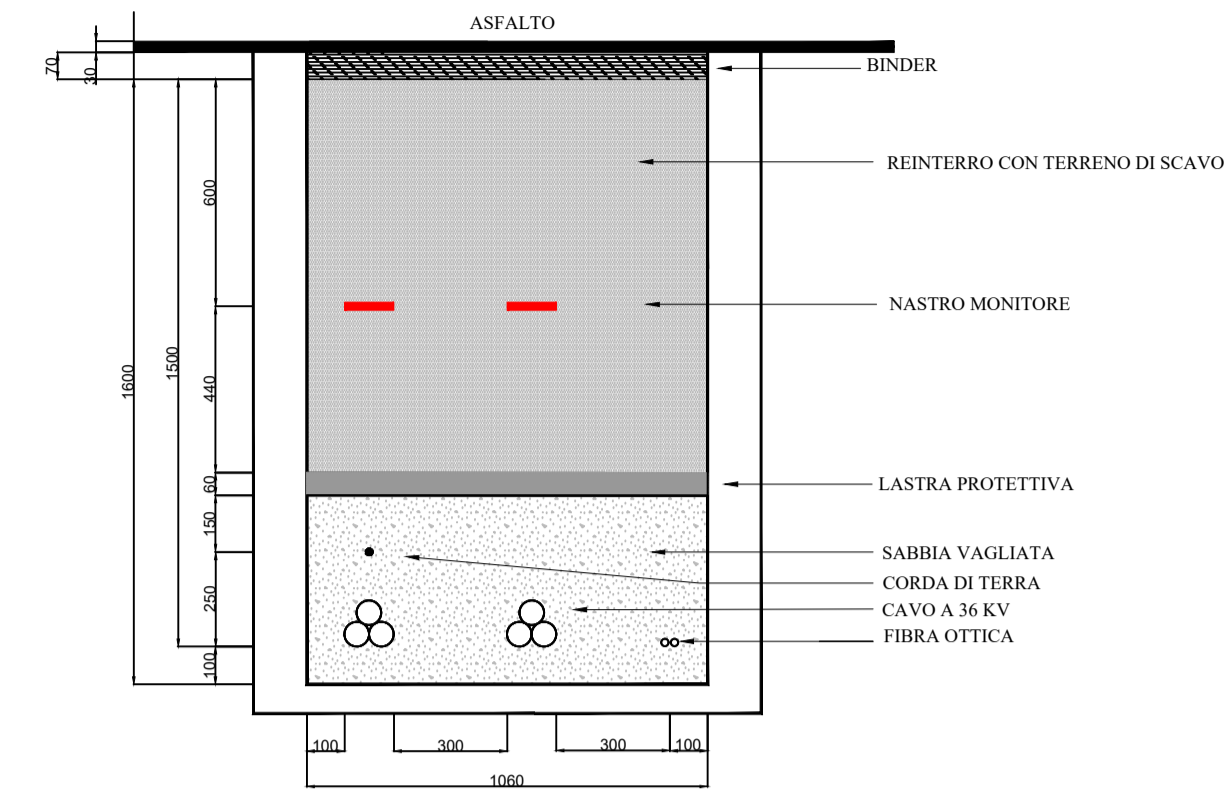 ASFALTO
BINDER
REINTERRO CON TERRENO DI SCAVO
NASTRO MONITORE
LASTRA PROTETTIVA
SABBIA VAGLIATA
CORDA DI TERRA
CAVO A 36 KV
FIBRA OTTICA
70
30
600
440
1500
1600
60
150
250
100
100
300
300
100
1060